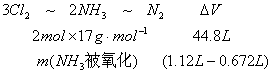 3Cl₂ ~ 2NH₃ ~ N₂ ΔV
2mol×17g·mol⁻¹ 44.8L
m(NH₃被氧化) (1.12L−0.672L)